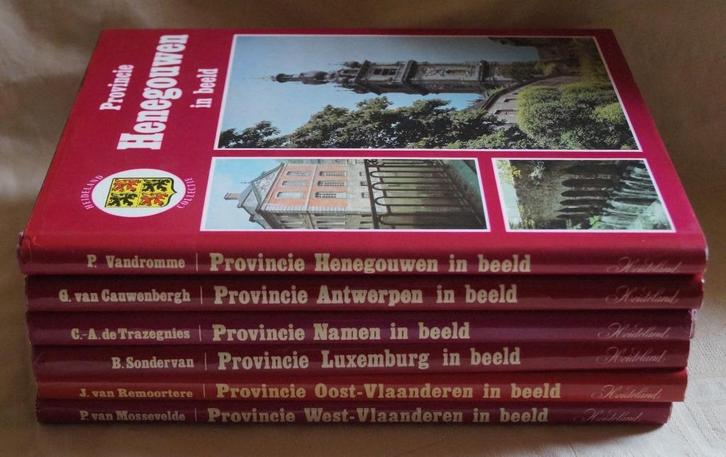 Provincie
Henegouwen
in beeld
HEIDELAND
COLLECTIE
P. Vandromme | Provincie Henegouwen in beeld Heideland
G. van Cauwenbergh | Provincie Antwerpen in beeld Heideland
C.-A. de Trazegnies | Provincie Namen in beeld Heideland
B. Sondervan | Provincie Luxemburg in beeld Heideland
J. van Remoortere | Provincie Oost-Vlaanderen in beeld Heideland
P. van Mossevelde | Provincie West-Vlaanderen in beeld Heideland